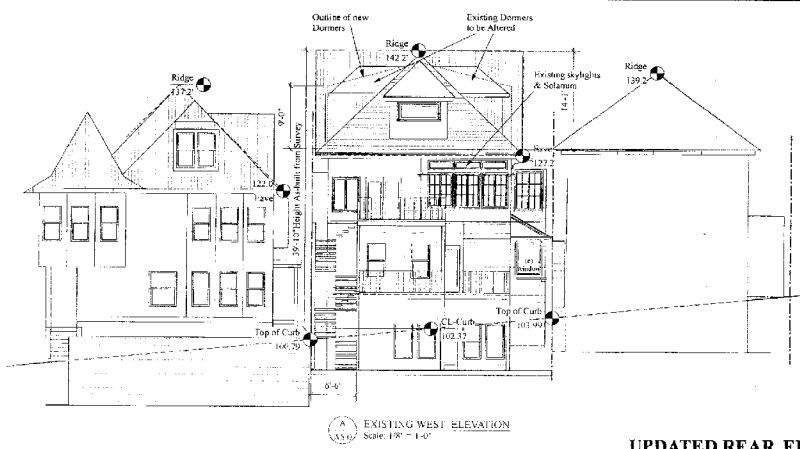 Outline of new
Dormers
Existing Dormers
to be Altered
Ridge
142.2'
Ridge
137.2'
Ridge
139.2'
Existing skylights
& Solarium
14'-1"
9'-0"
Eave
127.2
122.0
Eave
39'-10" Height As-built from Survey
(e)
window
Top of Curb
100.79
CL-Curb
102.37
Top of Curb
103.99
6'-6"
A
A5.0
EXISTING WEST ELEVATION
Scale: 1/8" = 1'-0"
UPDATED REAR